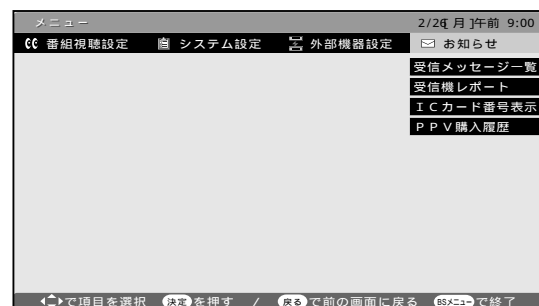 メニュー 2/26[月]午前 9:00
番組視聴設定 システム設定 外部機器設定 お知らせ
受信メッセージ一覧
受信機レポート
ICカード番号表示
PPV購入履歴
で項目を選択 決定を押す / 戻るで前の画面に戻る BSメニューで終了